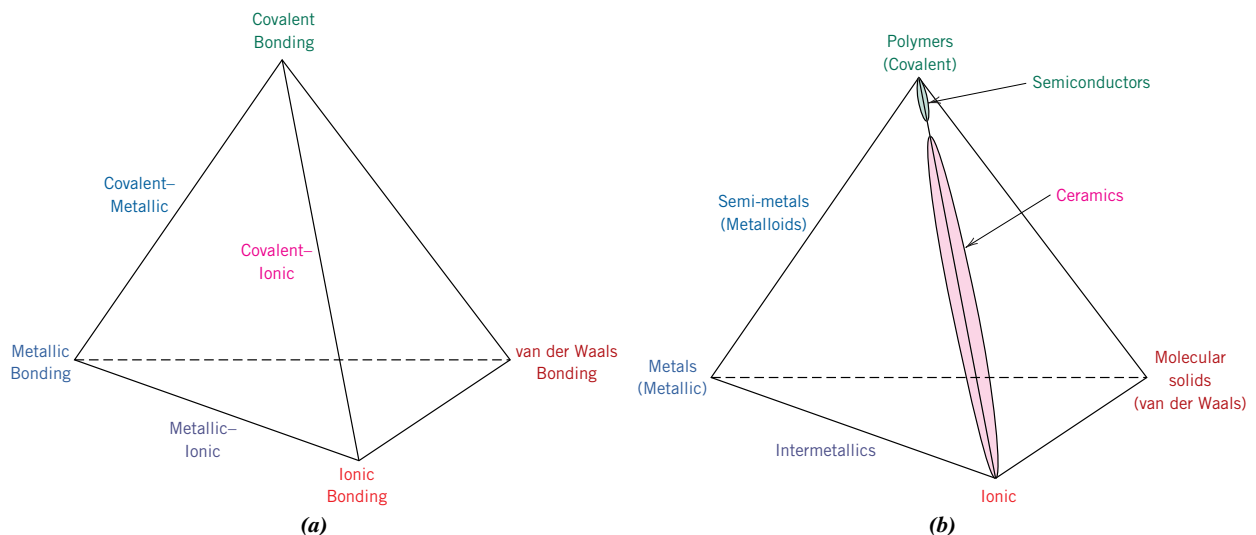 Covalent
Bonding
Covalent–
Metallic
Covalent–
Ionic
Metallic
Bonding
van der Waals
Bonding
Metallic–
Ionic
Ionic
Bonding
(a)
Polymers
(Covalent)
Semiconductors
Semi-metals
(Metalloids)
Ceramics
Metals
(Metallic)
Molecular
solids
(van der Waals)
Intermetallics
Ionic
(b)